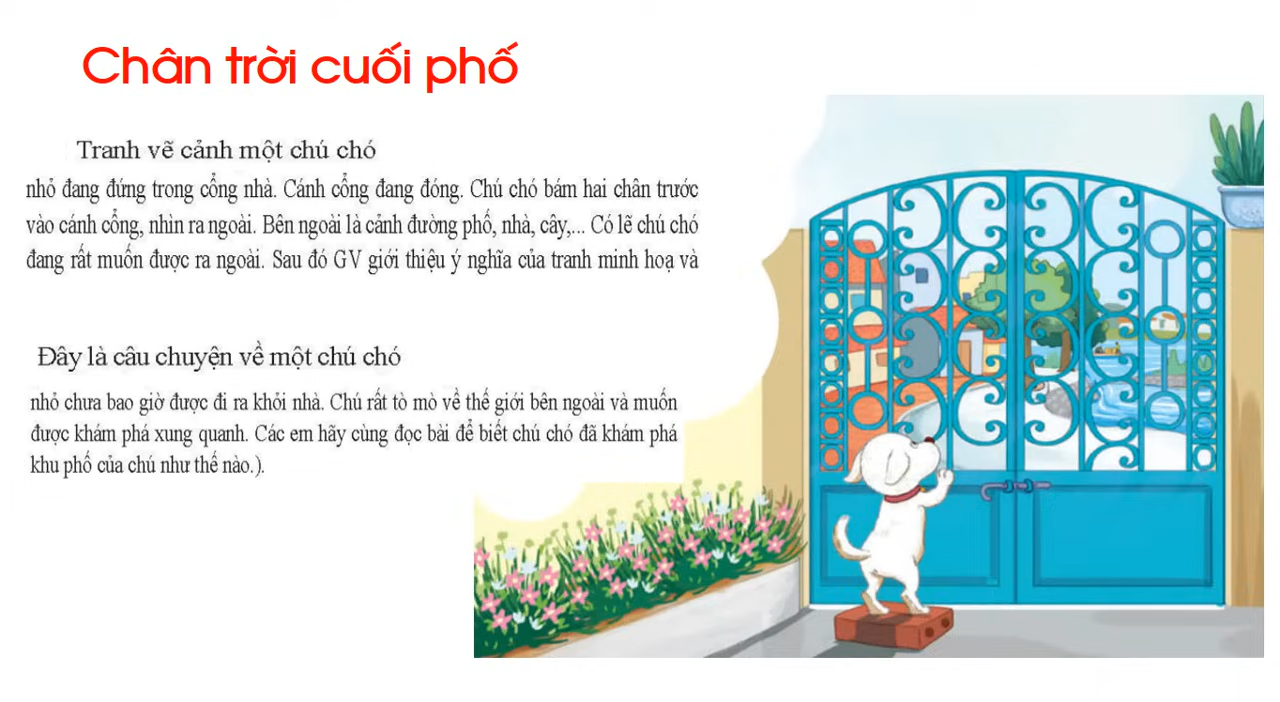 Chân trời cuối phố
Tranh vẽ cảnh một chú chó
nhỏ đang đứng trong cổng nhà. Cánh cổng đang đóng. Chú chó bám hai chân trước
vào cánh cổng, nhìn ra ngoài. Bên ngoài là cảnh đường phố, nhà, cây,... Có lẽ chú chó
đang rất muốn được ra ngoài. Sau đó GV giới thiệu ý nghĩa của tranh minh hoạ và
Đây là câu chuyện về một chú chó
nhỏ chưa bao giờ được đi ra khỏi nhà. Chú rất tò mò về thế giới bên ngoài và muốn
được khám phá xung quanh. Các em hãy cùng đọc bài để biết chú chó đã khám phá
khu phố của chú như thế nào.).